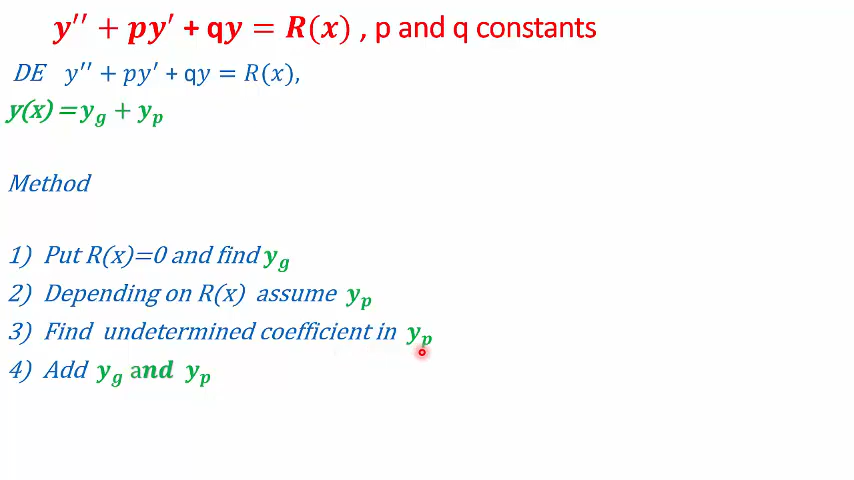 y′′ + py′ + qy = R(x) , p and q constants
DE y′′ + py′ + qy = R(x),
y(x) = y_g + y_p
Method
1) Put R(x)=0 and find y_g
2) Depending on R(x) assume y_p
3) Find undetermined coefficient in y_p
4) Add y_g and y_p